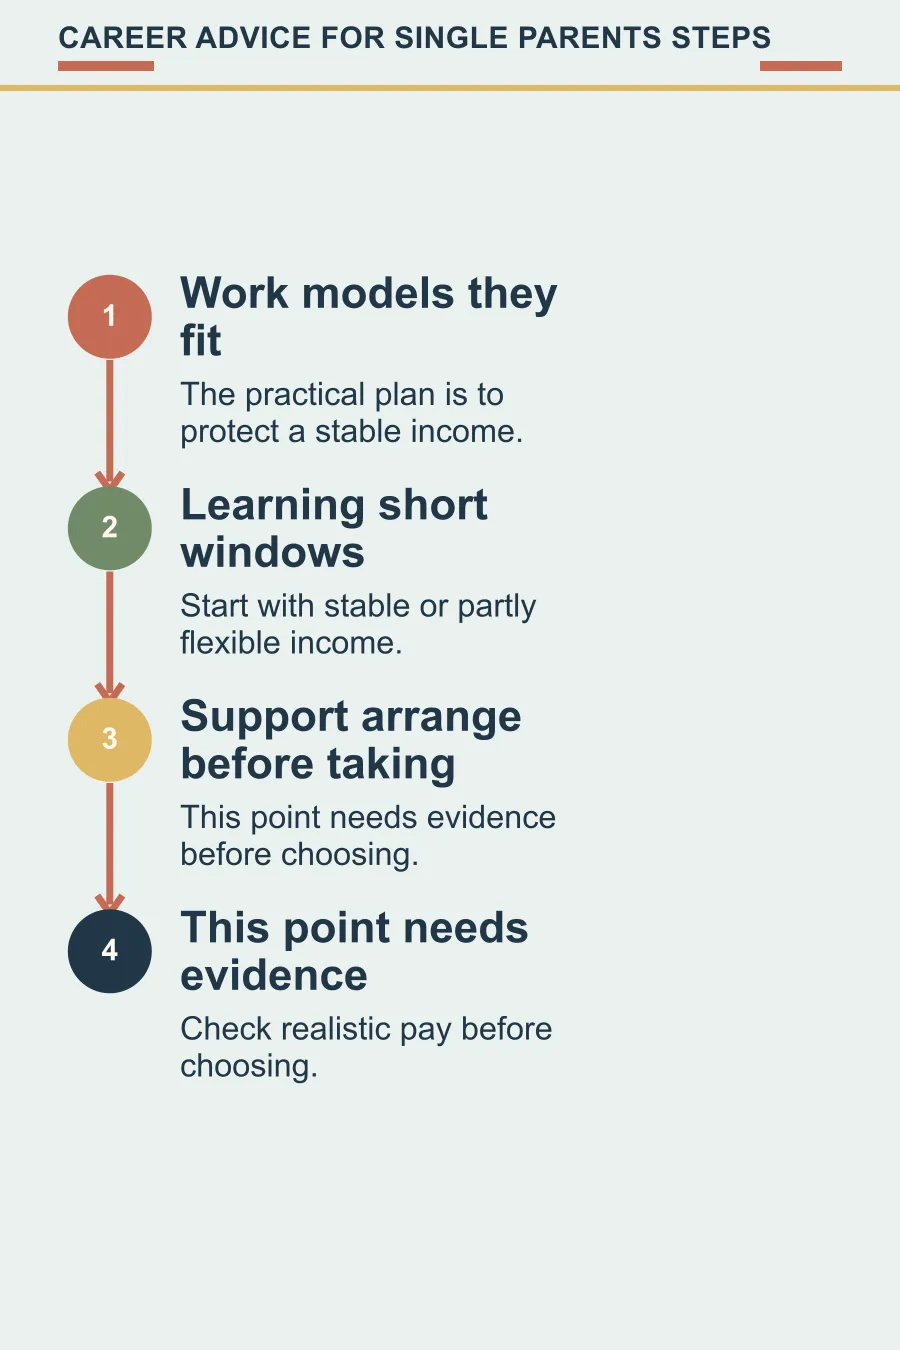 CAREER ADVICE FOR SINGLE PARENTS STEPS
1
Work models they
fit
The practical plan is to
protect a stable income.
2
Learning short
windows
Start with stable or partly
flexible income.
3
Support arrange
before taking
This point needs evidence
before choosing.
4
This point needs
evidence
Check realistic pay before
choosing.